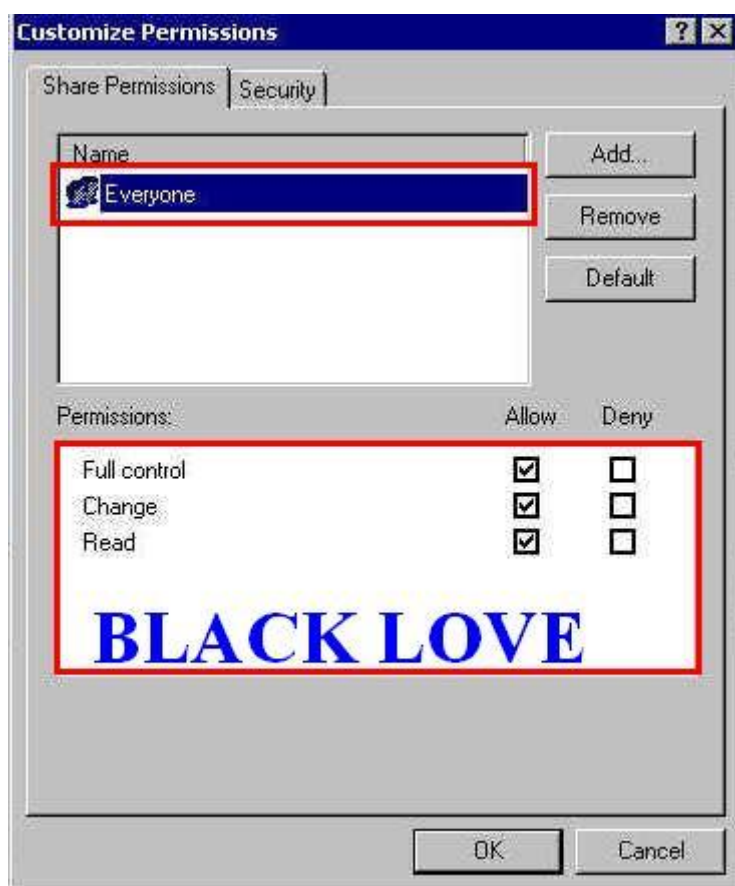 Customize Permissions
Share Permissions Security
Name
Add...
Everyone
Remove
Default
Permissions: Allow Deny
Full control
Change
Read
BLACK LOVE
OK Cancel